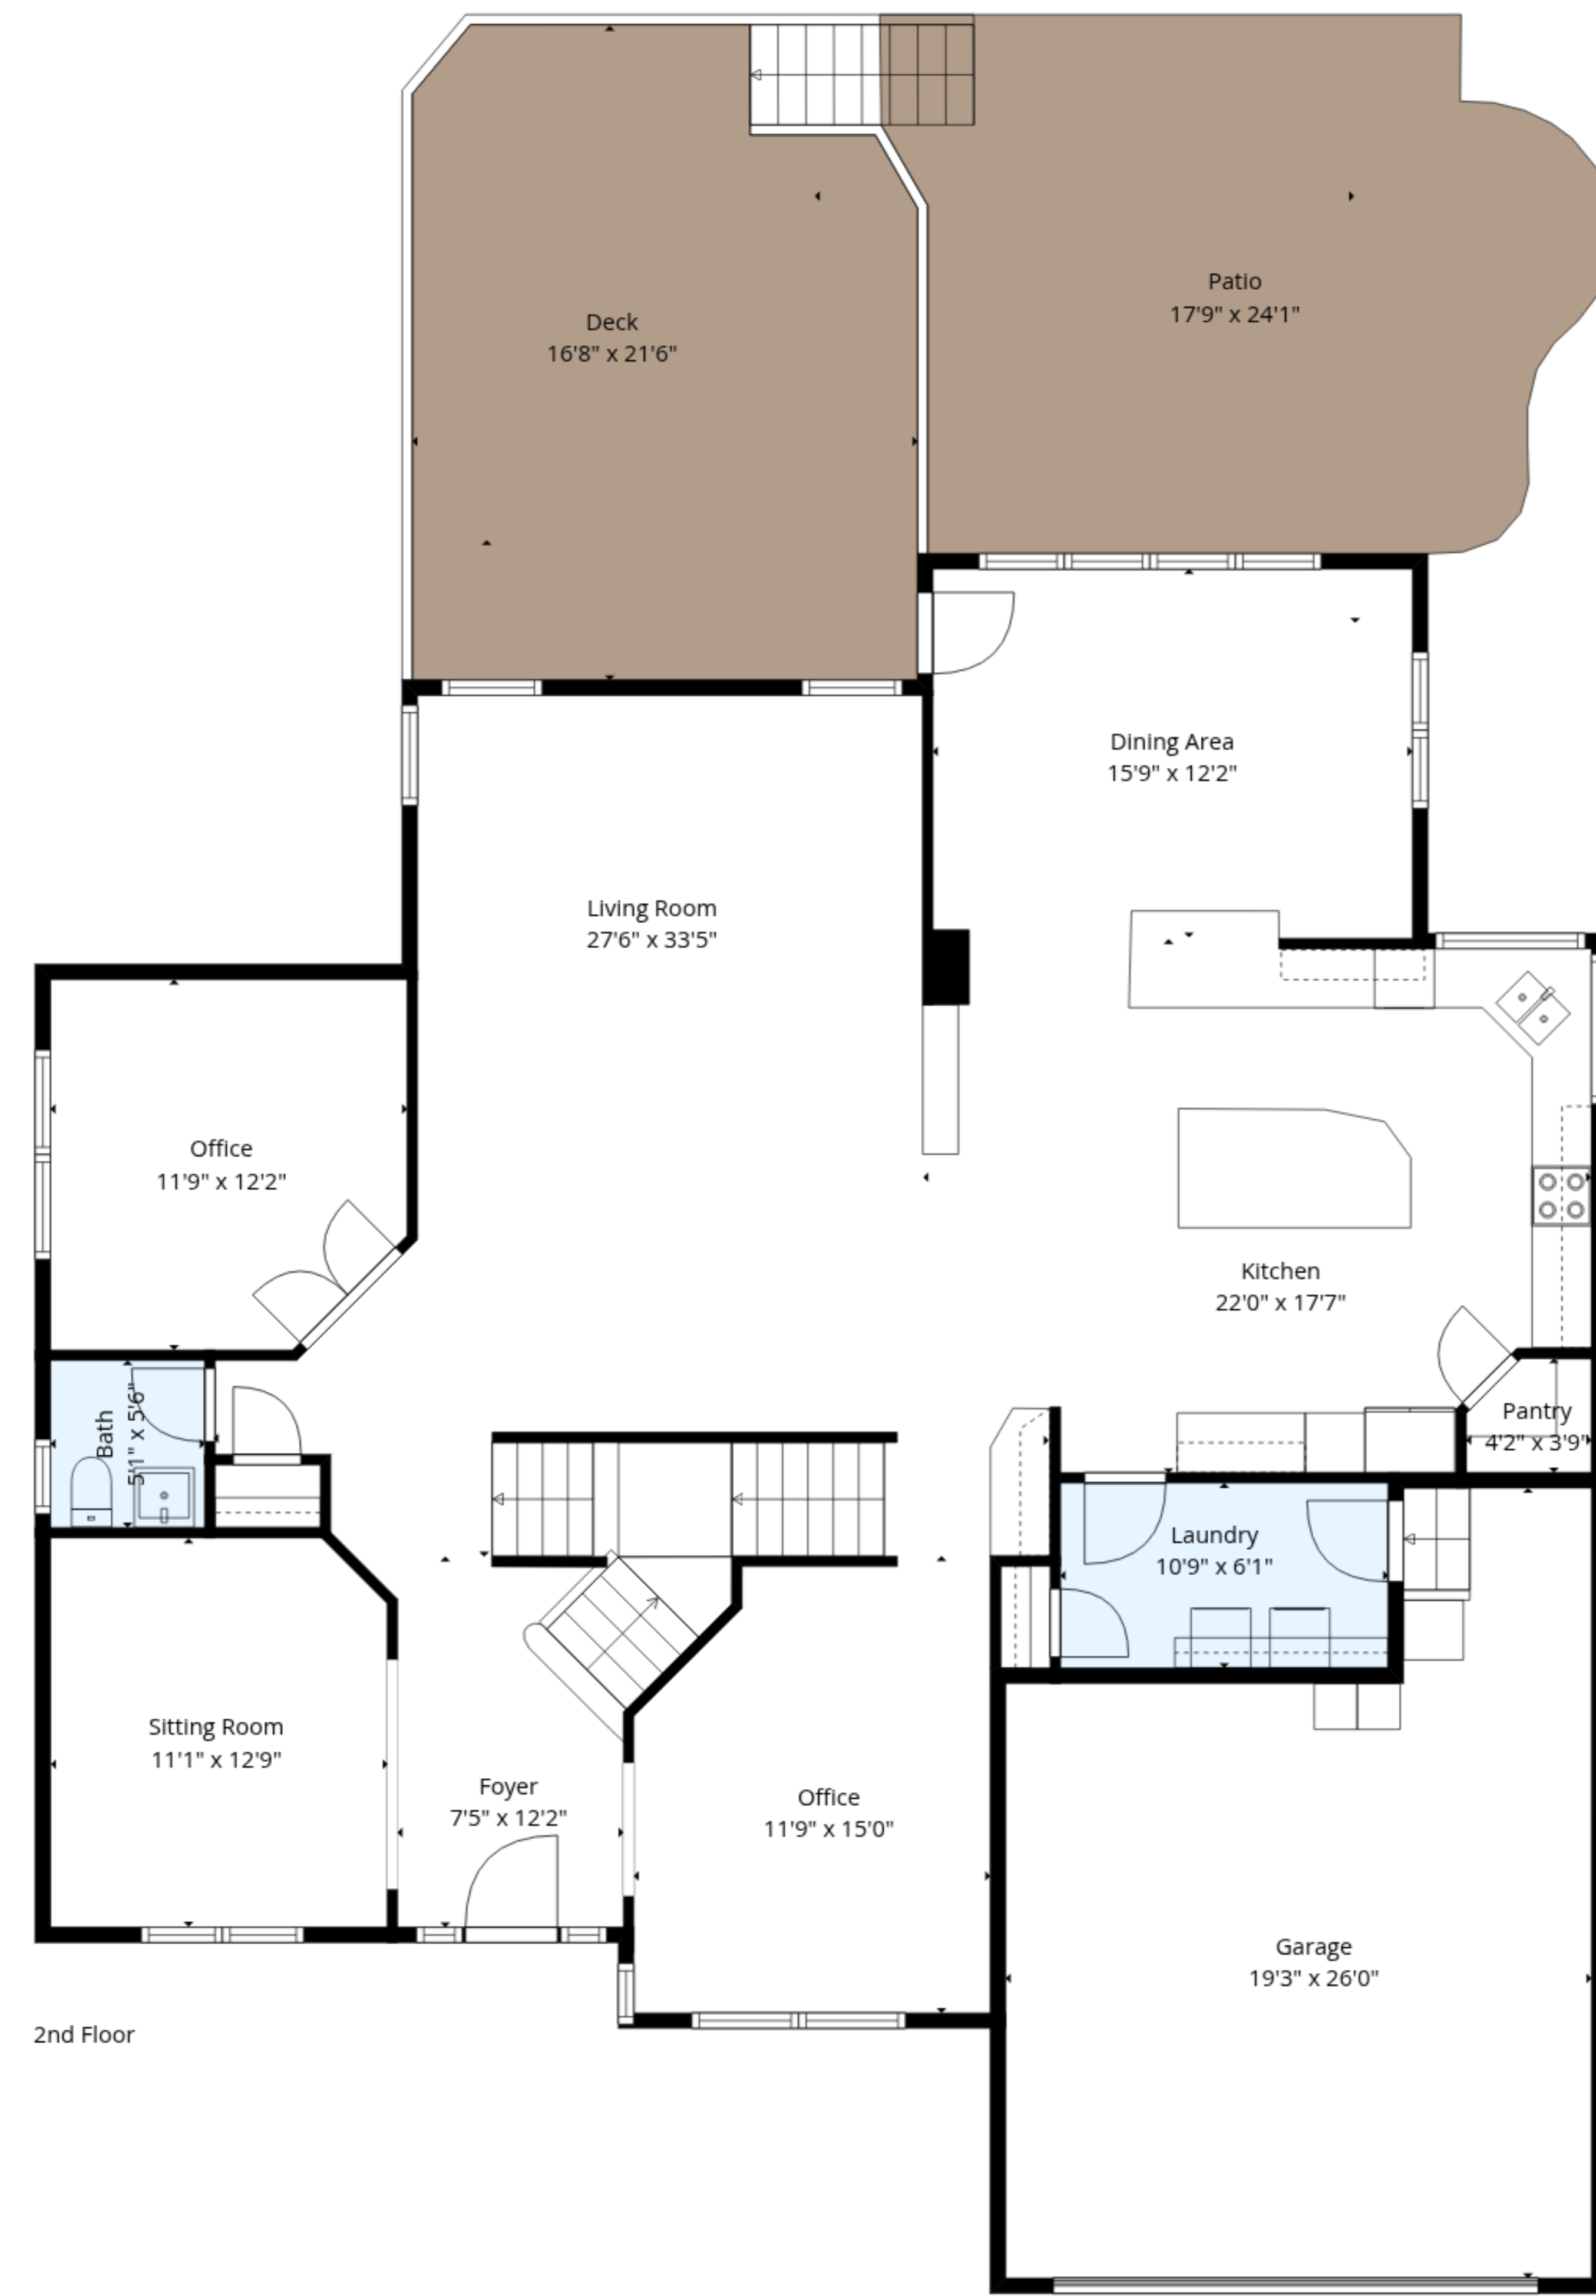 Patio
17'9" x 24'1"
Deck
16'8" x 21'6"
Dining Area
15'9" x 12'2"
Living Room
27'6" x 33'5"
Office
11'9" x 12'2"
Kitchen
22'0" x 17'7"
Bath
5'1" x 5'6"
Pantry
4'2" x 3'9"
Laundry
10'9" x 6'1"
Sitting Room
11'1" x 12'9"
Foyer
7'5" x 12'2"
Office
11'9" x 15'0"
Garage
19'3" x 26'0"
2nd Floor